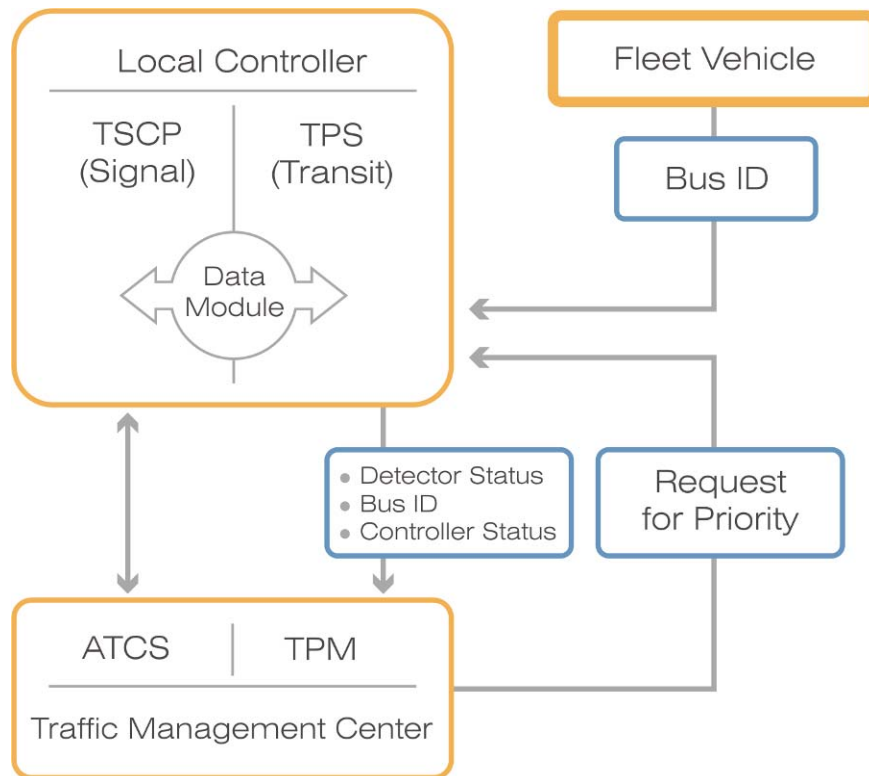 Local Controller
TSCP
(Signal)
TPS
(Transit)
Data
Module
Fleet Vehicle
Bus ID
Detector Status
Bus ID
Controller Status
Request
for Priority
ATCS
TPM
Traffic Management Center